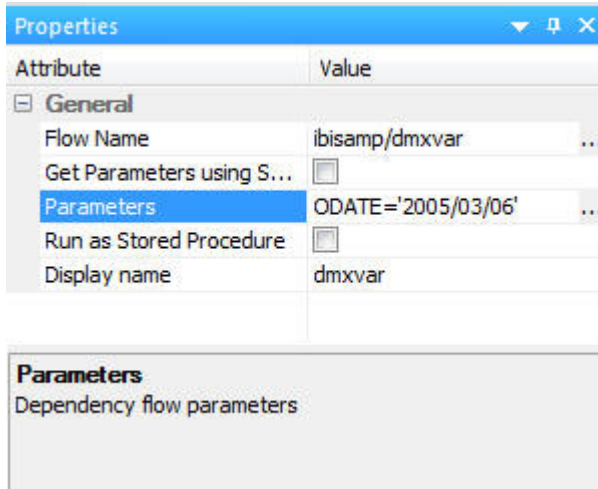 Properties
Attribute Value
General
Flow Name ibisamp/dmxvar ...
Get Parameters using S...
Parameters ODATE='2005/03/06' ...
Run as Stored Procedure
Display name dmxvar
Parameters
Dependency flow parameters